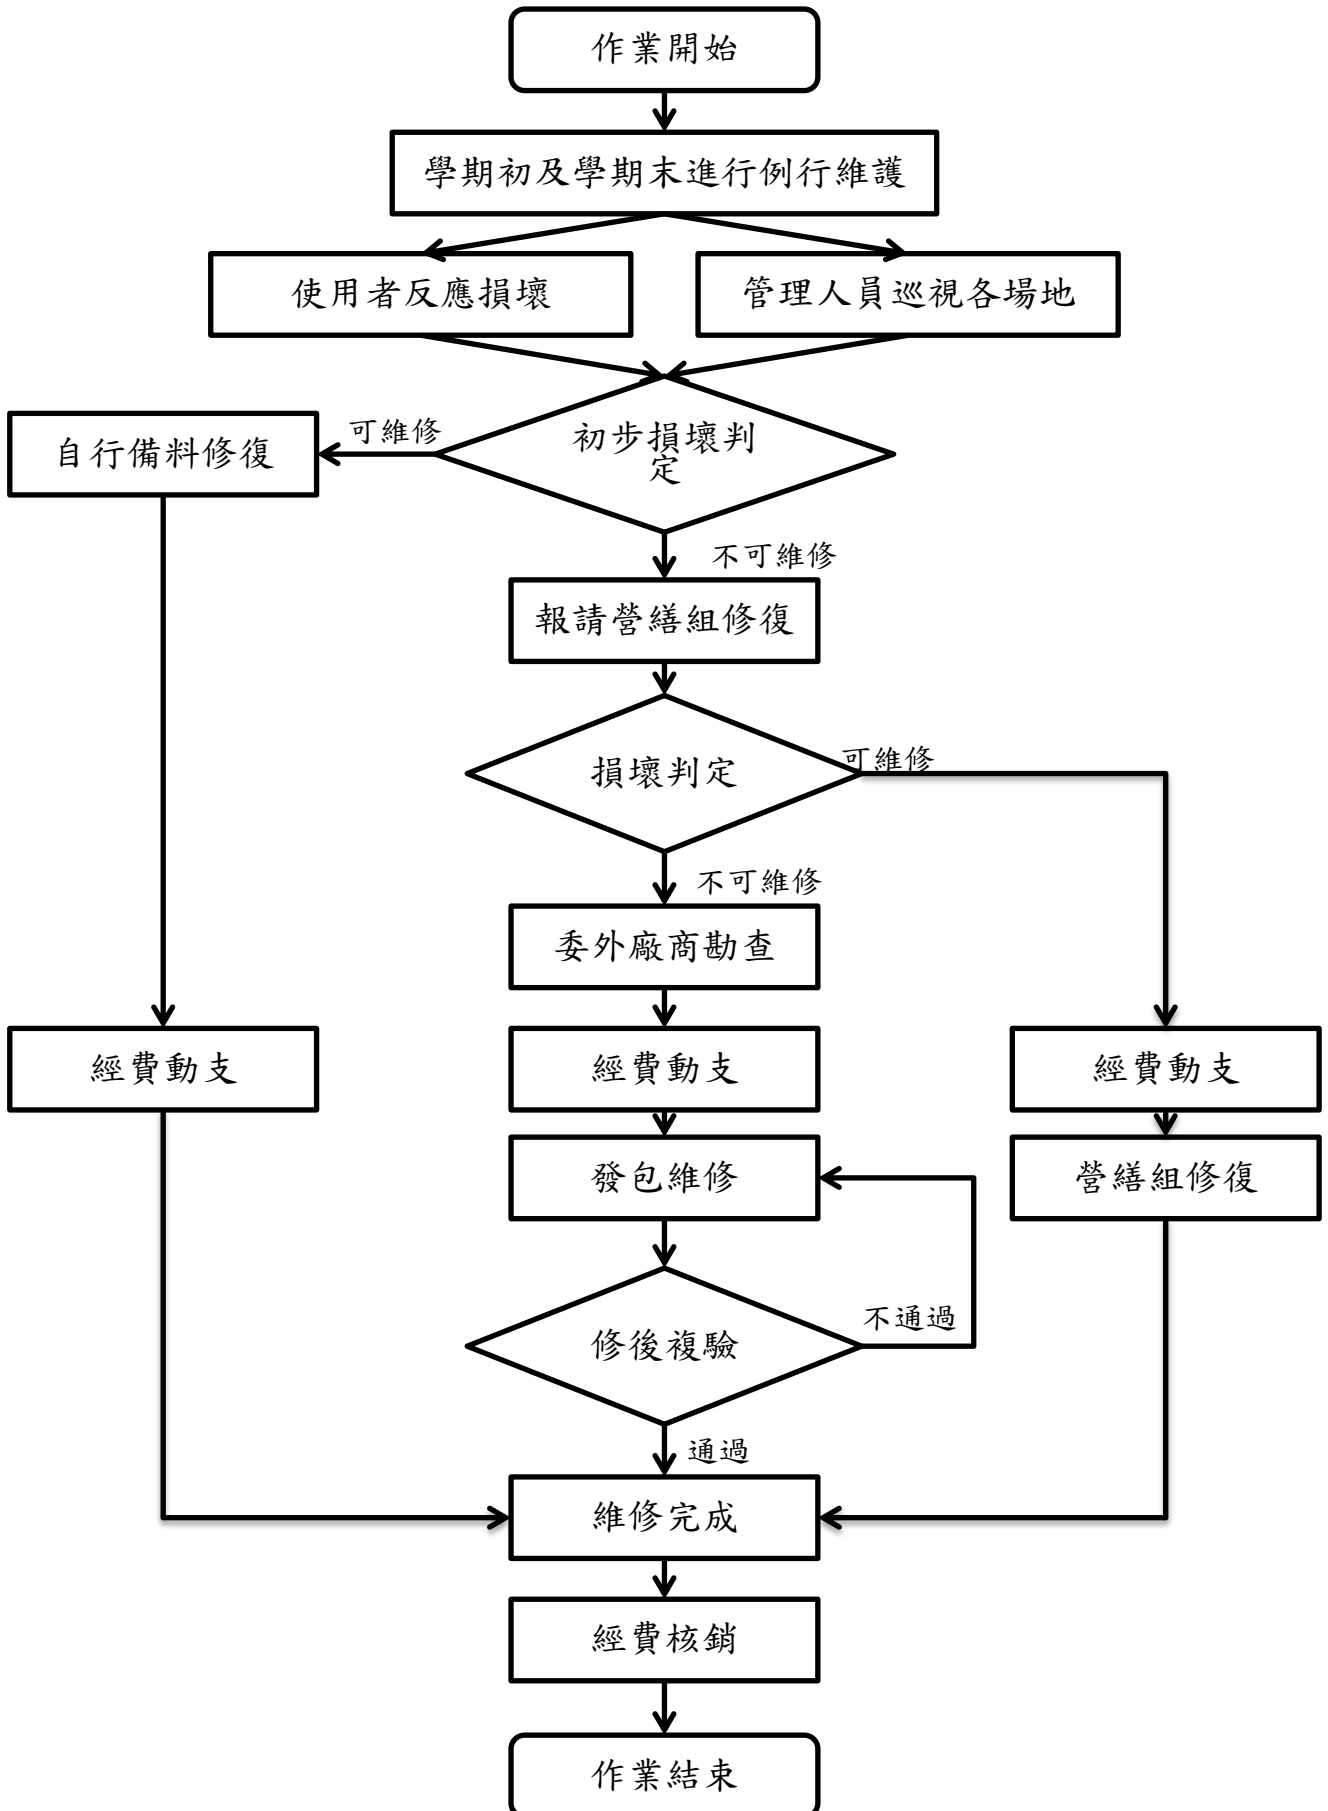 作業開始
學期初及學期末進行例行維護
使用者反應損壞
管理人員巡視各場地
自行備料修復
可維修
初步損壞判
定
不可維修
報請營繕組修復
損壞判定
可維修
不可維修
委外廠商勘查
經費動支
經費動支
經費動支
發包維修
營繕組修復
不通過
修後複驗
通過
維修完成
經費核銷
作業結束